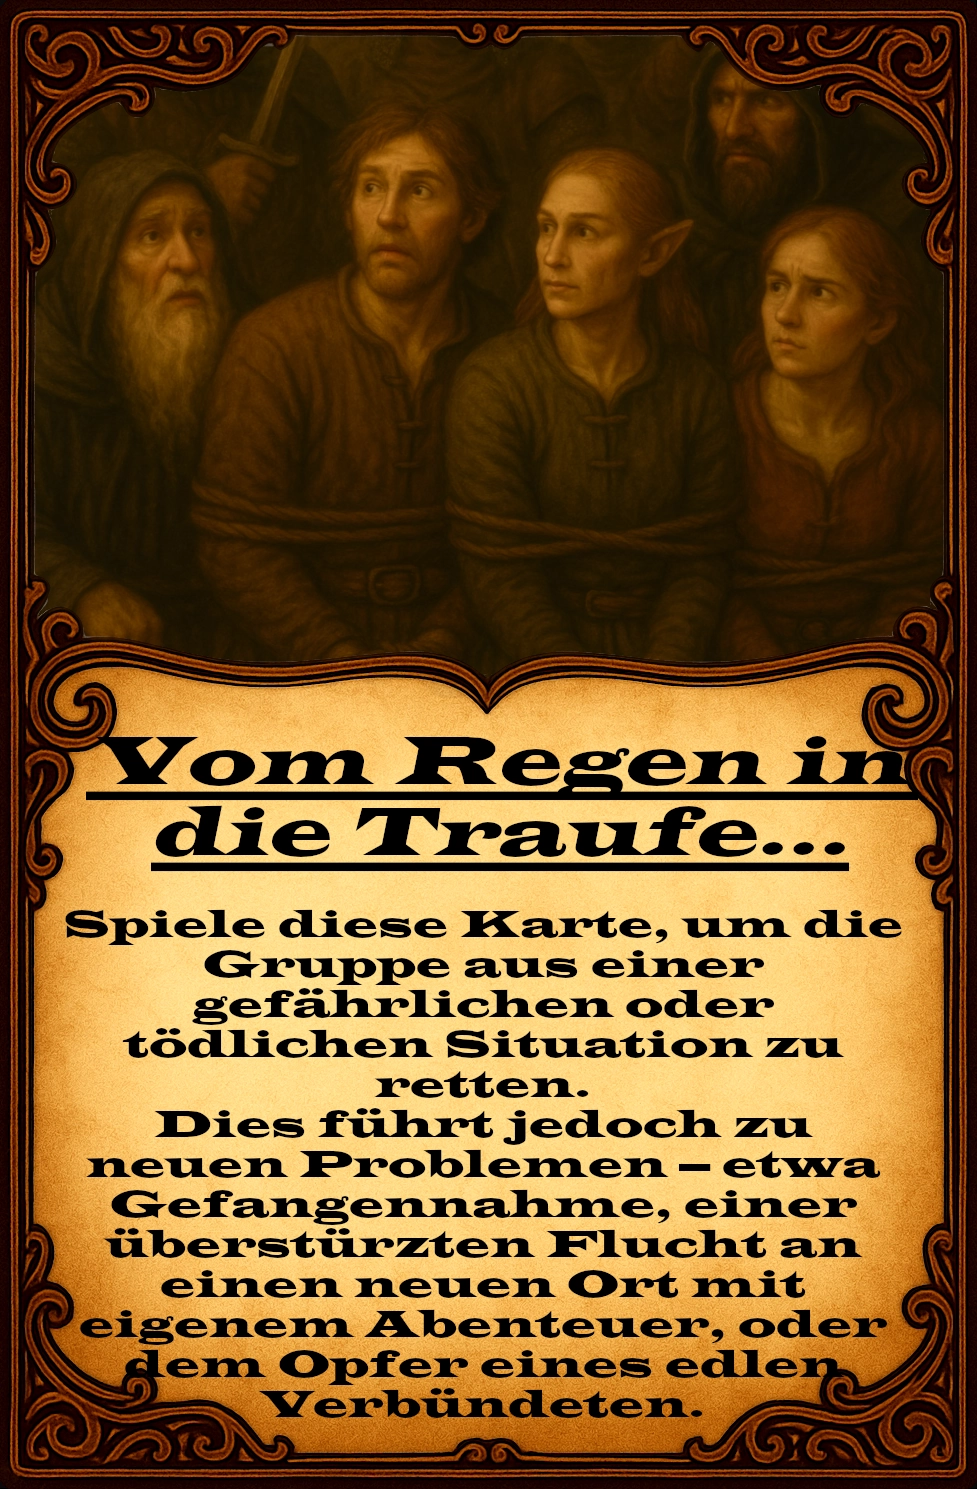 Vom Regen in
die Traufe...
Spiele diese Karte, um die
Gruppe aus einer
gefährlichen oder
tödlichen Situation zu
retten.
Dies führt jedoch zu
neuen Problemen – etwa
Gefangennahme, einer
überstürzten Flucht an
einen neuen Ort mit
eigenem Abenteuer, oder
dem Opfer eines edlen
Verbündeten.